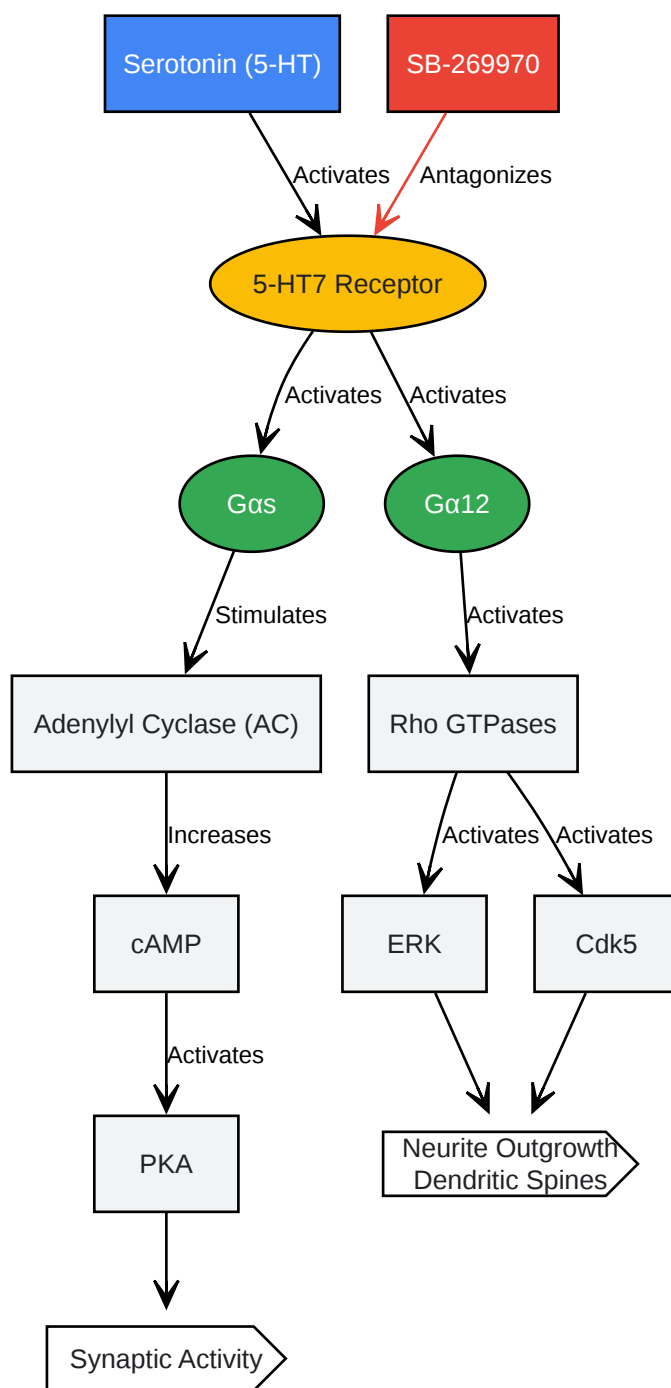 Serotonin (5-HT)
SB-269970
Activates
Antagonizes
5-HT7 Receptor
Activates
Activates
Gαs
Gα12
Stimulates
Activates
Adenylyl Cyclase (AC)
Rho GTPases
Increases
Activates
Activates
cAMP
ERK
Cdk5
Activates
PKA
Neurite Outgrowth
Dendritic Spines
Synaptic Activity